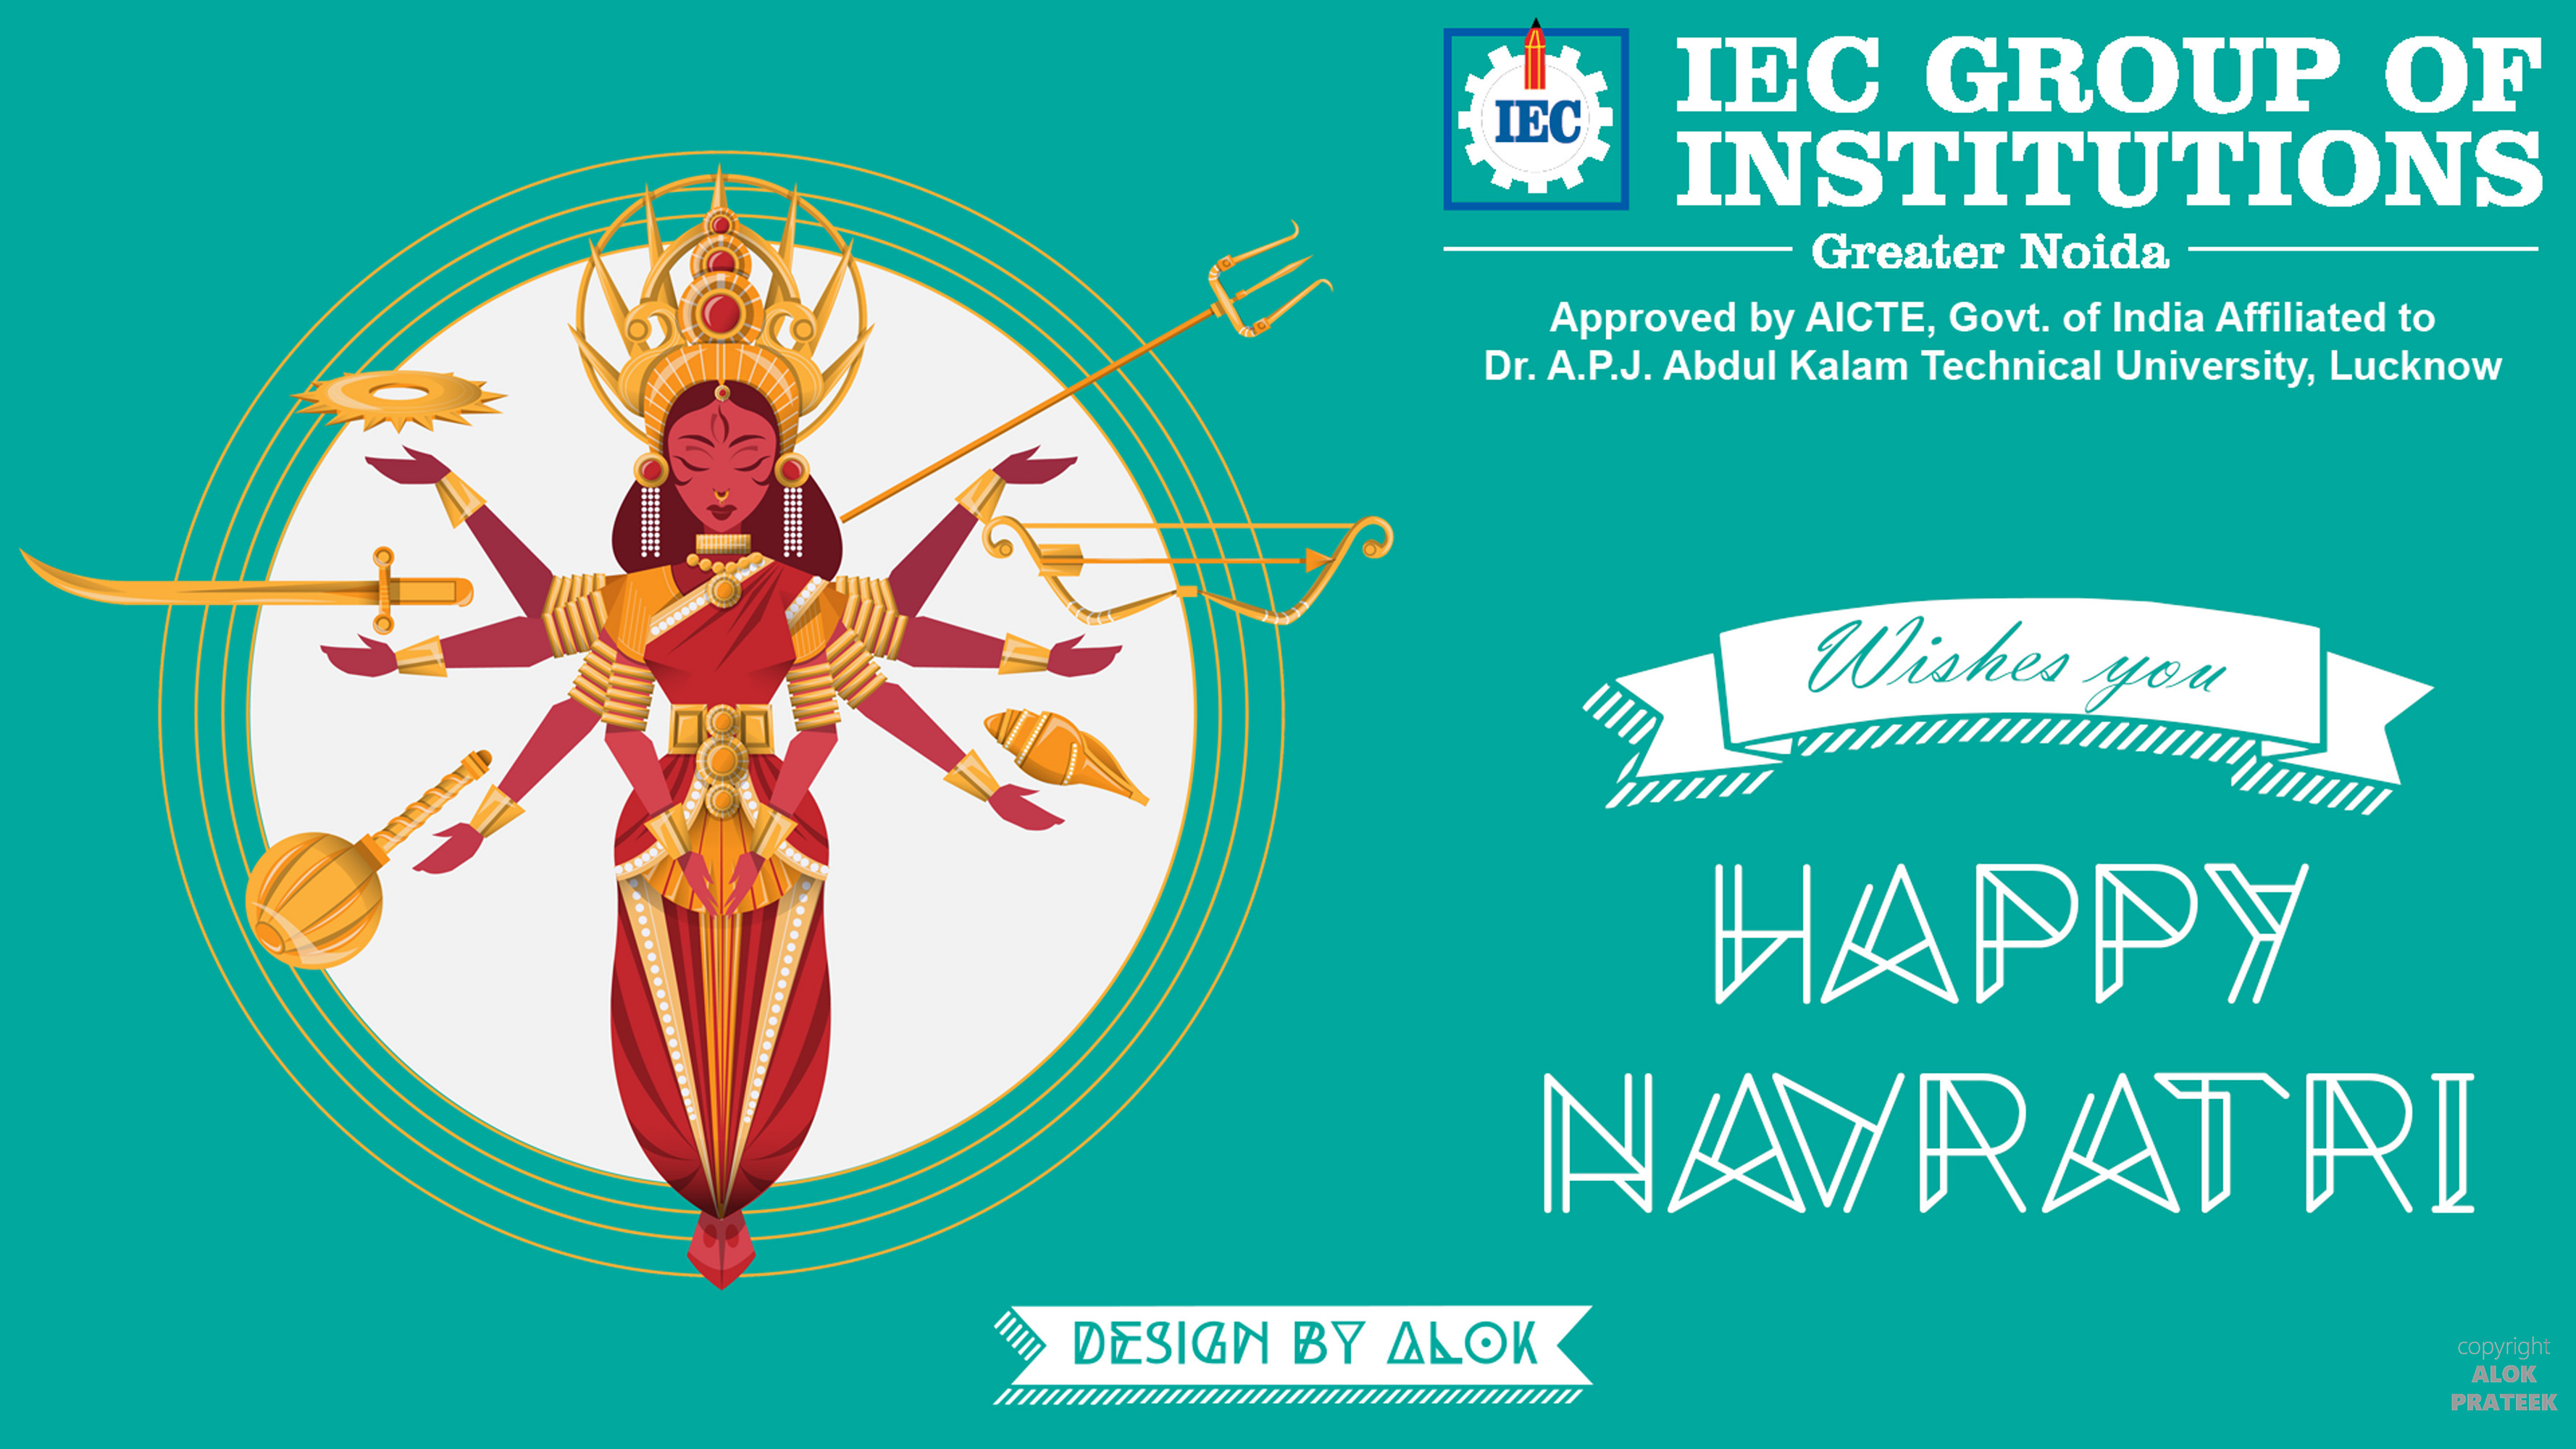 IEC
IEC GROUP OF
INSTITUTIONS
Greater Noida
Approved by AICTE, Govt. of India Affiliated to
Dr. A.P.J. Abdul Kalam Technical University, Lucknow
Wishes you
HAPPY
NAVRATRI
DESIGN BY ALOK
copyright
ALOK
PRATEEK